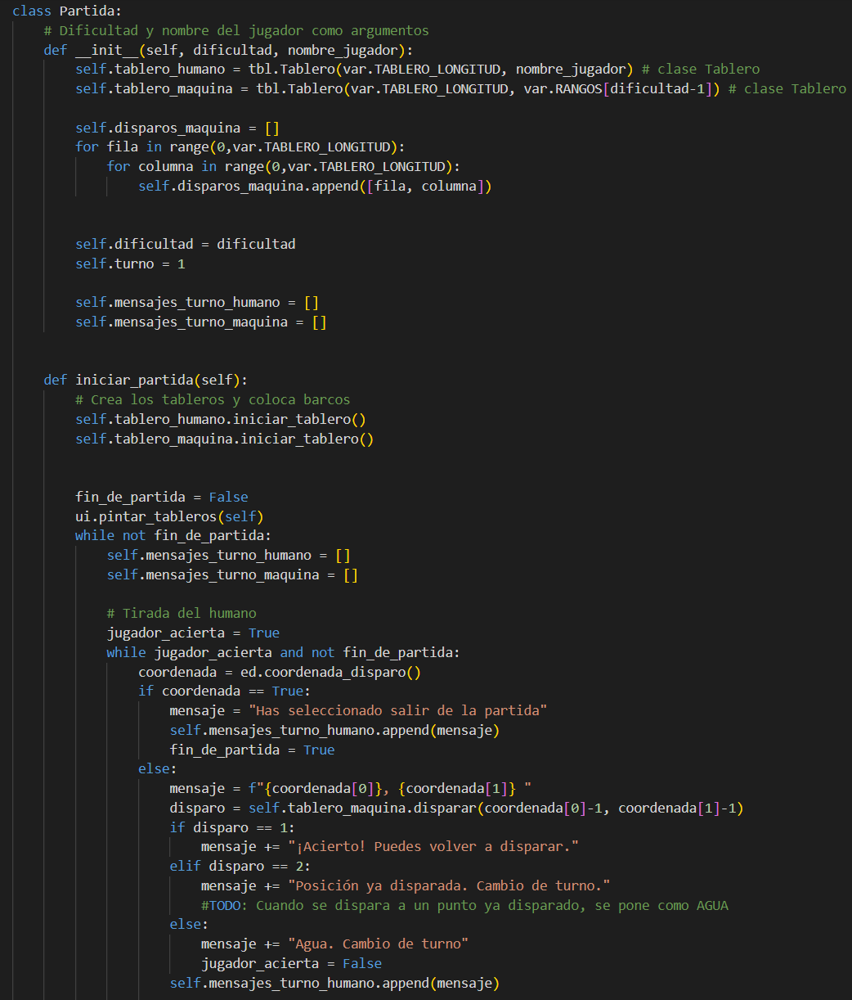 class Partida:
    # Dificultad y nombre del jugador como argumentos
    def __init__(self, dificultad, nombre_jugador):
        self.tablero_humano = tbl.Tablero(var.TABLERO_LONGITUD, nombre_jugador) # clase Tablero
        self.tablero_maquina = tbl.Tablero(var.TABLERO_LONGITUD, var.RANGOS[dificultad-1]) # clase Tablero
        self.disparos_maquina = []
        for fila in range(0,var.TABLERO_LONGITUD):
            for columna in range(0,var.TABLERO_LONGITUD):
                self.disparos_maquina.append([fila, columna])
        self.dificultad = dificultad
        self.turno = 1
        self.mensajes_turno_humano = []
        self.mensajes_turno_maquina = []
    def iniciar_partida(self):
        # Crea los tableros y coloca barcos
        self.tablero_humano.iniciar_tablero()
        self.tablero_maquina.iniciar_tablero()
        fin_de_partida = False
        ui.pintar_tableros(self)
        while not fin_de_partida:
            self.mensajes_turno_humano = []
            self.mensajes_turno_maquina = []
            # Tirada del humano
            jugador_acierta = True
            while jugador_acierta and not fin_de_partida:
                coordenada = ed.coordenada_disparo()
                if coordenada == True:
                    mensaje = "Has seleccionado salir de la partida"
                    self.mensajes_turno_humano.append(mensaje)
                    fin_de_partida = True
                else:
                    mensaje = f"{coordenada[0]}, {coordenada[1]} "
                    disparo = self.tablero_maquina.disparar(coordenada[0]-1, coordenada[1]-1)
                    if disparo == 1:
                        mensaje += "¡Acierto! Puedes volver a disparar."
                    elif disparo == 2:
                        mensaje += "Posición ya disparada. Cambio de turno."
                        #TODO: Cuando se dispara a un punto ya disparado, se pone como AGUA
                    else:
                        mensaje += "Agua. Cambio de turno"
                        jugador_acierta = False
                    self.mensajes_turno_humano.append(mensaje)